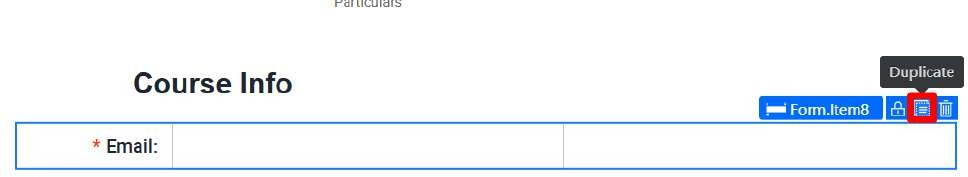 Particulars
Course Info
Duplicate
Form.Item8
* Email: